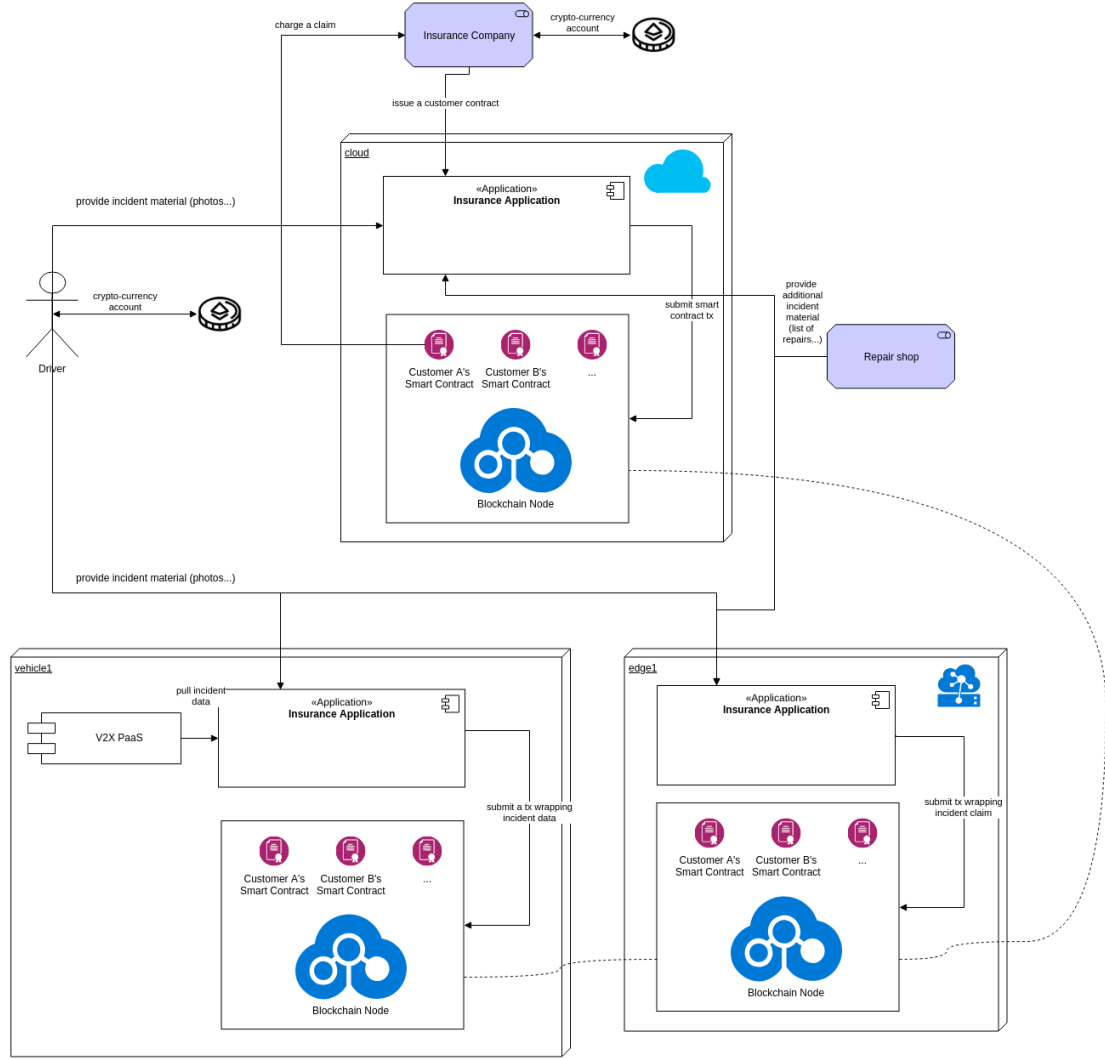 charge a claim
Insurance Company
crypto-currency
account
issue a customer contract
cloud
«Application»
Insurance Application
provide incident material (photos...)
crypto-currency
account
Driver
submit smart
contract tx
provide
additional
incident
material
(list of
repairs...)
Repair shop
Customer A's
Smart Contract
Customer B's
Smart Contract
...
Blockchain Node
provide incident material (photos...)
vehicle1
pull incident
data
V2X PaaS
«Application»
Insurance Application
submit a tx wrapping
incident data
Customer A's
Smart Contract
Customer B's
Smart Contract
...
Blockchain Node
edge1
«Application»
Insurance Application
submit tx wrapping
incident claim
Customer A's
Smart Contract
Customer B's
Smart Contract
...
Blockchain Node